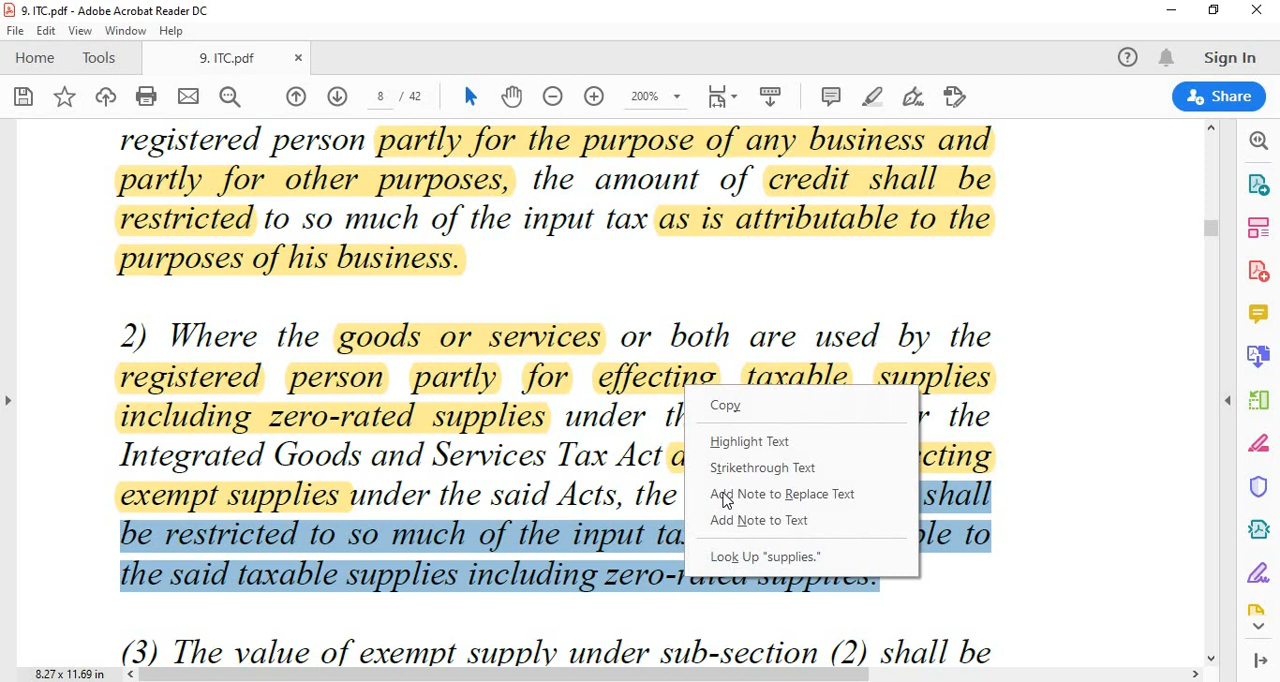 9. ITC.pdf - Adobe Acrobat Reader DC
File Edit View Window Help
Home Tools 9. ITC.pdf × Sign In
8 / 42 200% Share
registered person partly for the purpose of any business and
partly for other purposes, the amount of credit shall be
restricted to so much of the input tax as is attributable to the
purposes of his business.
2) Where the goods or services or both are used by the
registered person partly for effecting taxable supplies
including zero-rated supplies under the
Integrated Goods and Services Tax Act
exempt supplies under the said Acts, the shall
be restricted to so much of the input to
the said taxable supplies including zero-rated supplies.
(3) The value of exempt supply under sub-section (2) shall be
Copy
Highlight Text
Strikethrough Text
Add Note to Replace Text
Add Note to Text
Look Up "supplies."
8.27 x 11.69 in